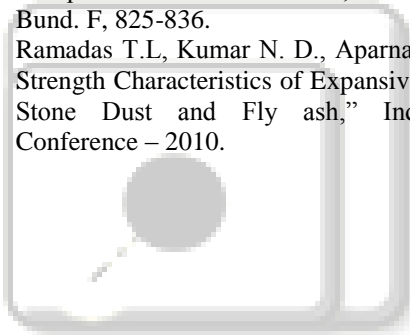 Bund. F, 825-836.
Ramadas T.L, Kumar N. D., Aparna
Strength Characteristics of Expansiv
Stone Dust and Fly ash,” Ind
Conference – 2010.